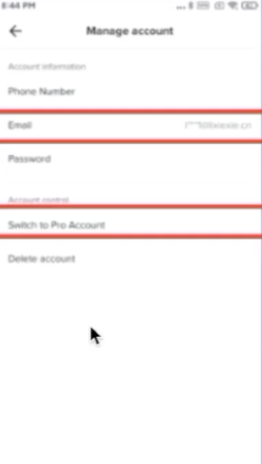 8:44 PM
Manage account
Account information
Phone Number
Email
Password
Account control
Switch to Pro Account
Delete account